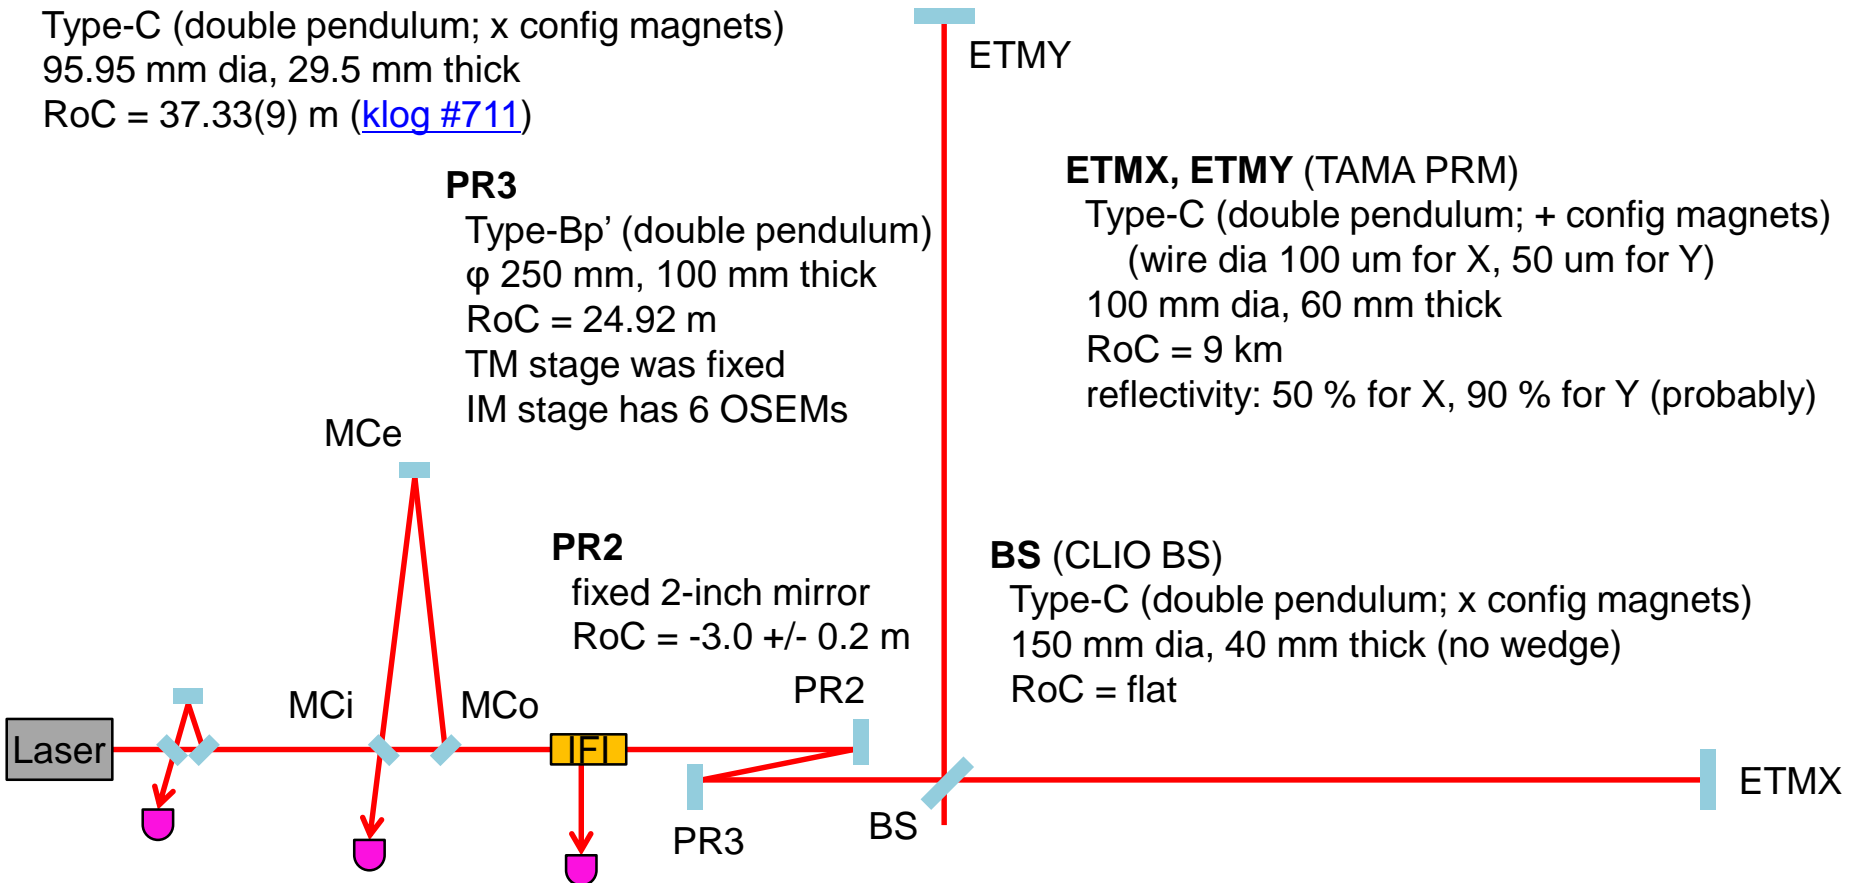 Type-C (double pendulum; x config magnets)
95.95 mm dia, 29.5 mm thick
RoC = 37.33(9) m (klog #711)
ETMY
PR3
Type-Bp’ (double pendulum)
φ 250 mm, 100 mm thick
RoC = 24.92 m
TM stage was fixed
IM stage has 6 OSEMs
ETMX, ETMY (TAMA PRM)
Type-C (double pendulum; + config magnets)
(wire dia 100 um for X, 50 um for Y)
100 mm dia, 60 mm thick
RoC = 9 km
reflectivity: 50 % for X, 90 % for Y (probably)
MCe
PR2
fixed 2-inch mirror
RoC = -3.0 +/- 0.2 m
BS (CLIO BS)
Type-C (double pendulum; x config magnets)
150 mm dia, 40 mm thick (no wedge)
RoC = flat
MCi
MCo
PR2
Laser
IFI
ETMX
PR3
BS